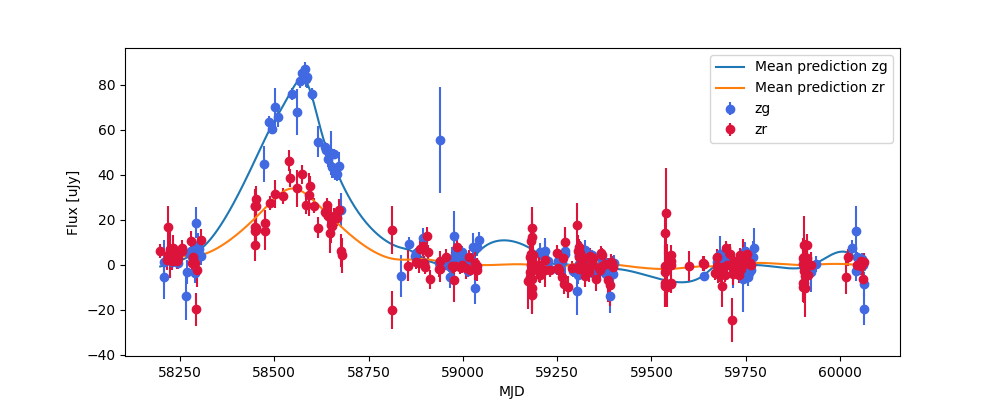 Mean prediction zg
Mean prediction zr
zg
zr
Flux [uJy]
80
60
40
20
0
−20
−40
58250
58500
58750
59000
59250
59500
59750
60000
MJD